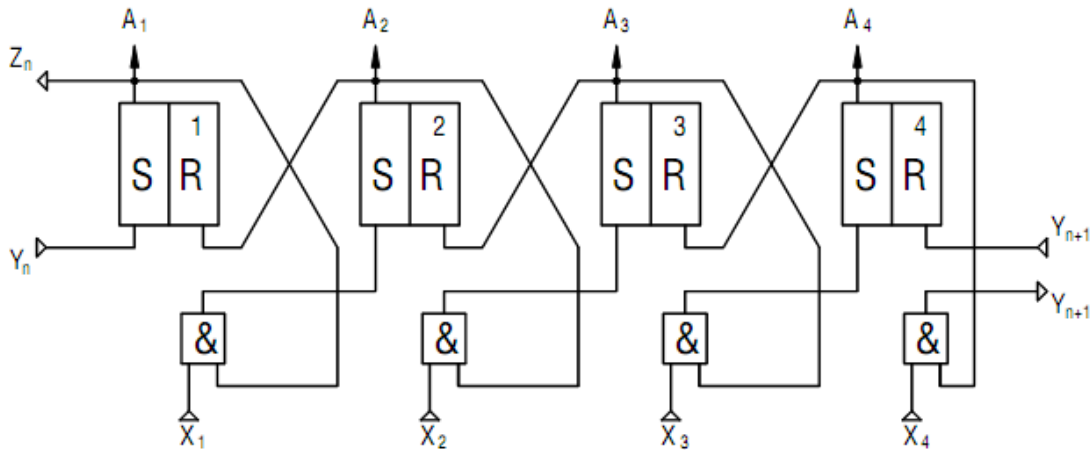 A1 A2 A3 A4
Zn
1 2 3 4
S R S R S R S R
Yn Yn+1
Yn+1
& & & &
X1 X2 X3 X4